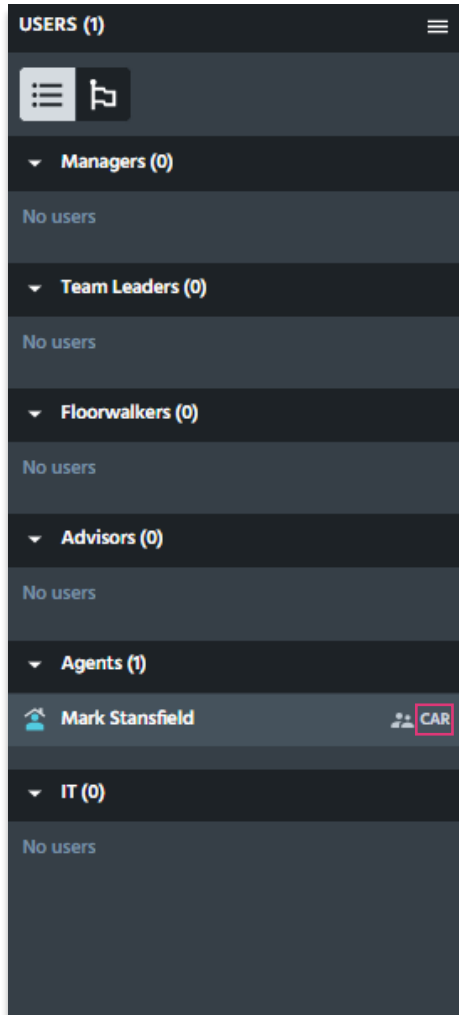 USERS (1)
Managers (0)
No users
Team Leaders (0)
No users
Floorwalkers (0)
No users
Advisors (0)
No users
Agents (1)
Mark Stansfield CAR
IT (0)
No users